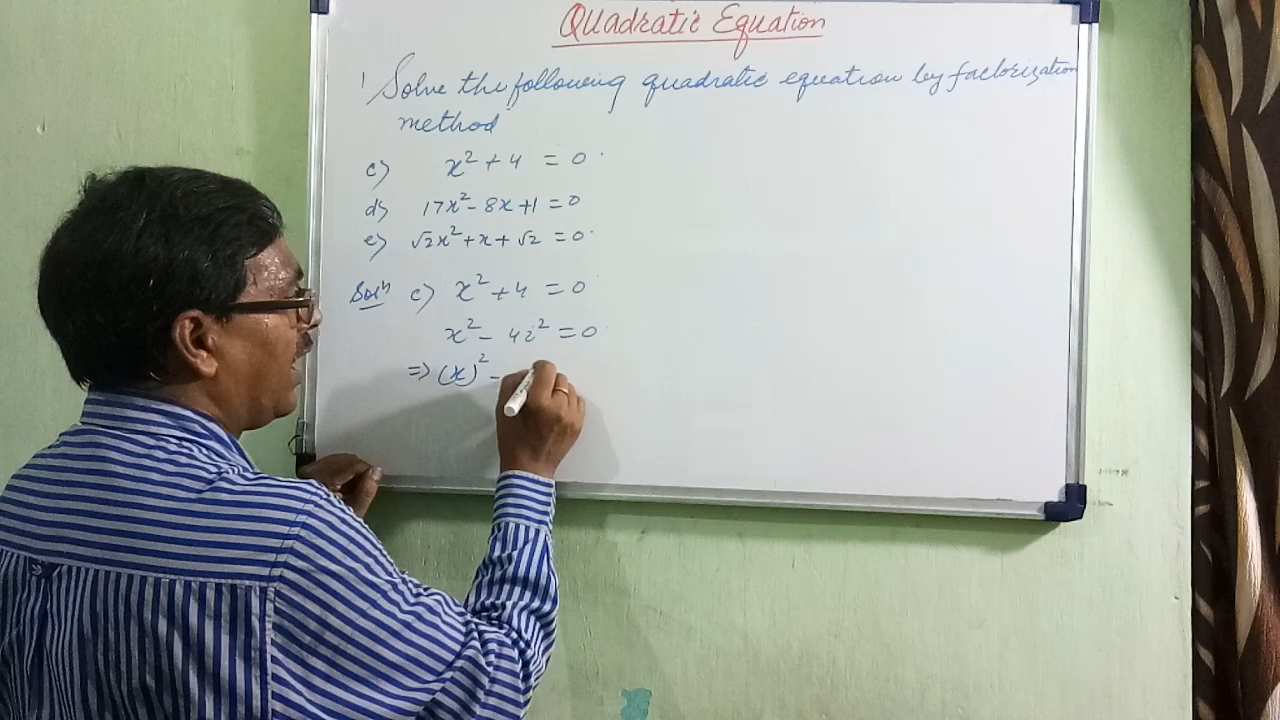 Quadratic Equation
1 Solve the following quadratic equation by factorization
method
c) x² + 4 = 0
d) 17x² - 8x + 1 = 0
e) √2x² + x + √2 = 0
Solⁿ c) x² + 4 = 0
x² - 4i² = 0
⇒ (x)² -